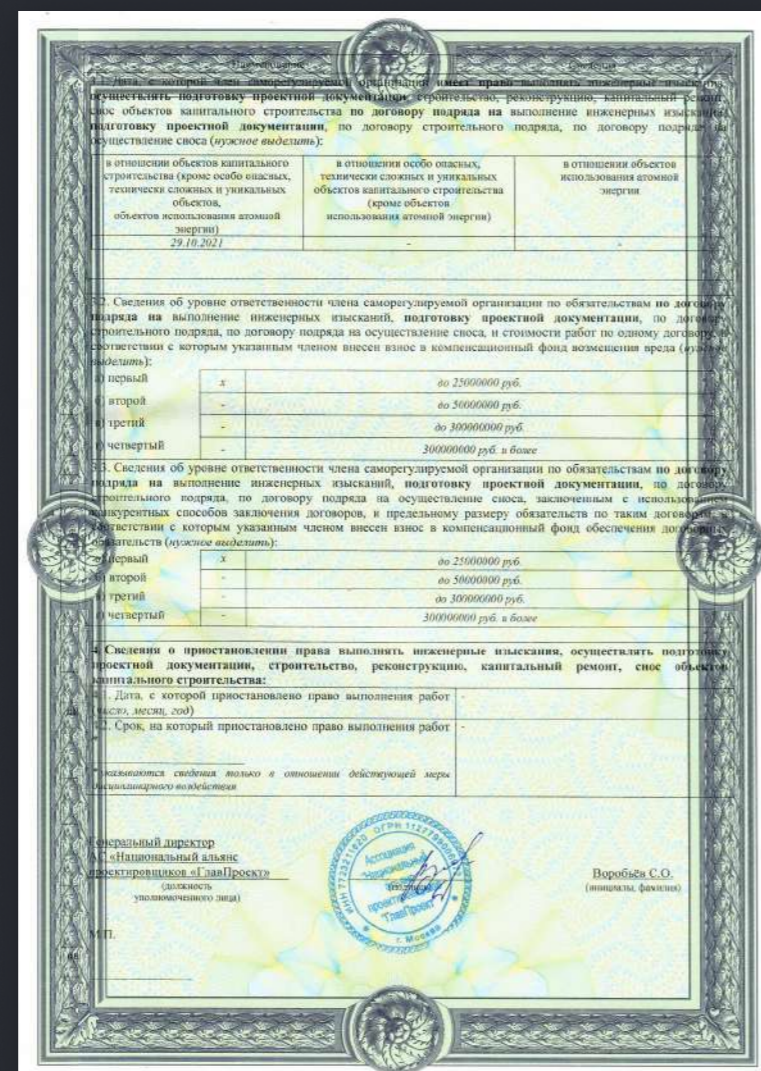 Наименование Сведения
3.1. Дата, с которой член саморегулируемой организации имеет право выполнять инженерные изыскания,
осуществлять подготовку проектной документации, строительство, реконструкцию, капитальный ремонт,
снос объектов капитального строительства по договору подряда на выполнение инженерных изысканий,
подготовку проектной документации, по договору строительного подряда, по договору подряда на
осуществление сноса (нужное выделить):
в отношении объектов капитального строительства (кроме особо опасных, технически сложных и уникальных объектов, объектов использования атомной энергии)
в отношении особо опасных, технически сложных и уникальных объектов капитального строительства (кроме объектов использования атомной энергии)
в отношении объектов использования атомной энергии
29.10.2021 - -
3.2. Сведения об уровне ответственности члена саморегулируемой организации по обязательствам по договору
подряда на выполнение инженерных изысканий, подготовку проектной документации, по договору
строительного подряда, по договору подряда на осуществление сноса, и стоимости работ по одному договору, в
соответствии с которым указанным членом внесен взнос в компенсационный фонд возмещения вреда (нужное
выделить):
а) первый х до 25000000 руб.
б) второй - до 50000000 руб.
в) третий - до 300000000 руб.
г) четвертый - 300000000 руб. и более
3.3. Сведения об уровне ответственности члена саморегулируемой организации по обязательствам по договору
подряда на выполнение инженерных изысканий, подготовку проектной документации, по договору
строительного подряда, по договору подряда на осуществление сноса, заключенным с использованием
конкурентных способов заключения договоров, и предельному размеру обязательств по таким договорам, в
соответствии с которым указанным членом внесен взнос в компенсационный фонд обеспечения договорных
обязательств (нужное выделить):
а) первый х до 25000000 руб.
б) второй - до 50000000 руб.
в) третий - до 300000000 руб.
г) четвертый - 300000000 руб. и более
4. Сведения о приостановлении права выполнять инженерные изыскания, осуществлять подготовку
проектной документации, строительство, реконструкцию, капитальный ремонт, снос объектов
капитального строительства:
4.1. Дата, с которой приостановлено право выполнения работ -
(число, месяц, год)
4.2. Срок, на который приостановлено право выполнения работ -
*
* указываются сведения только в отношении действующей меры
дисциплинарного воздействия
Генеральный директор
АС «Национальный альянс
проектировщиков «ГлавПроект»
(должность
уполномоченного лица)
(подпись)
Воробьёв С.О.
(инициалы, фамилия)
ИНН 7723211620 ОГРН
Ассоциация
"Национальный
"ГлавПроект"
г. Москва
М.П.